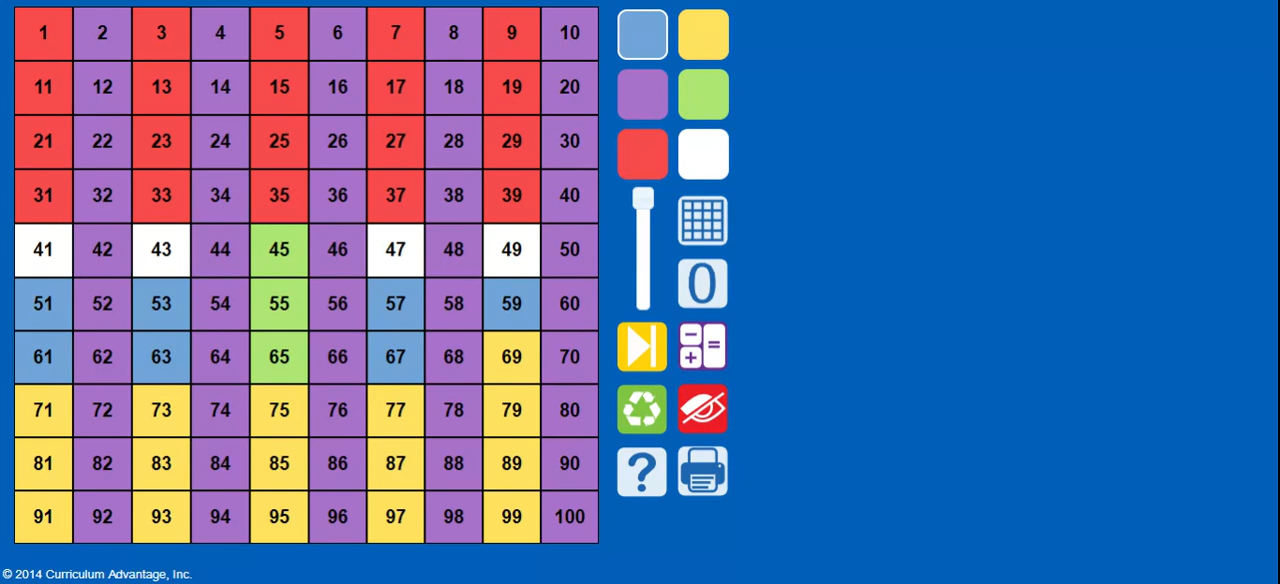 1 2 3 4 5 6 7 8 9 10
11 12 13 14 15 16 17 18 19 20
21 22 23 24 25 26 27 28 29 30
31 32 33 34 35 36 37 38 39 40
41 42 43 44 45 46 47 48 49 50
51 52 53 54 55 56 57 58 59 60
61 62 63 64 65 66 67 68 69 70
71 72 73 74 75 76 77 78 79 80
81 82 83 84 85 86 87 88 89 90
91 92 93 94 95 96 97 98 99 100
0
− + =
?
© 2014 Curriculum Advantage, Inc.